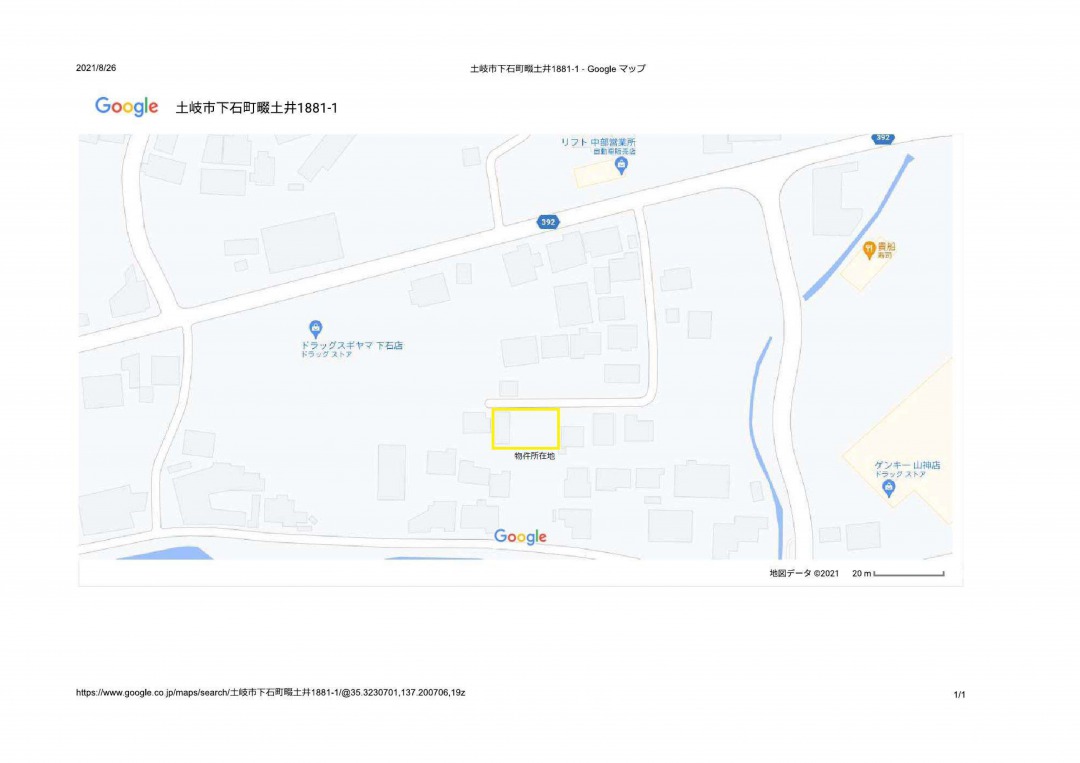 2021/8/26
土岐市下石町畷土井1881-1 - Google マップ
Google 土岐市下石町畷土井1881-1
リフト 中部営業所
自動車販売店
392
392
貴船
寿司
ドラッグスギヤマ 下石店
ドラッグ ストア
物件所在地
ゲンキー 山神店
ドラッグ ストア
Google
地図データ ©2021 20 m
https://www.google.co.jp/maps/search/土岐市下石町畷土井1881-1/@35.3230701,137.200706,19z
1/1